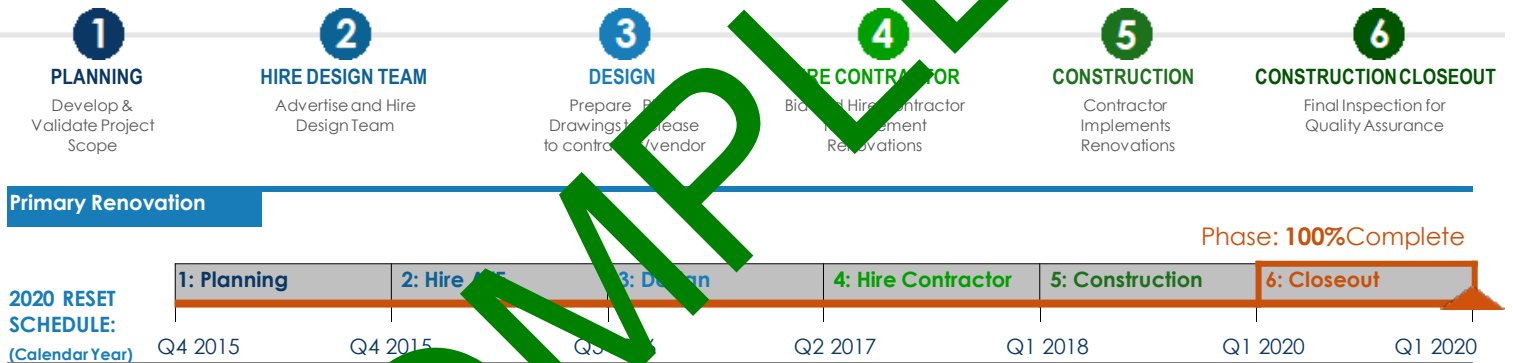 1 2 3 4 5 6
PLANNING HIRE DESIGN TEAM DESIGN CONTRACTOR CONSTRUCTION CONSTRUCTION CLOSEOUT
Develop & Advertise and Hire Prepare Hire Contractor Contractor Final Inspection for
Validate Project Design Team Drawings Implements Quality Assurance
Scope to vendor Renovations Renovations
Primary Renovation
Phase: 100%Complete
1: Planning 2: Hire 3: Design 4: Hire Contractor 5: Construction 6: Closeout
2020 RESET
SCHEDULE:
(Calendar Year) Q4 2015 Q4 2015 Q2 2017 Q1 2018 Q1 2020 Q1 2020